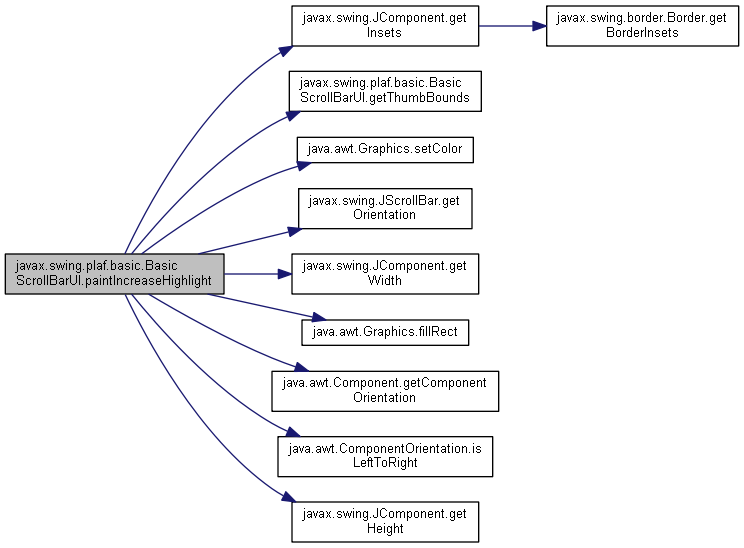 javax.swing.JComponent.get
Insets
javax.swing.border.Border.get
BorderInsets
javax.swing.plaf.basic.Basic
ScrollBarUI.getThumbBounds
java.awt.Graphics.setColor
javax.swing.JScrollBar.get
Orientation
javax.swing.plaf.basic.Basic
ScrollBarUI.paintIncreaseHighlight
javax.swing.JComponent.get
Width
java.awt.Graphics.fillRect
java.awt.Component.getComponent
Orientation
java.awt.ComponentOrientation.is
LeftToRight
javax.swing.JComponent.get
Height